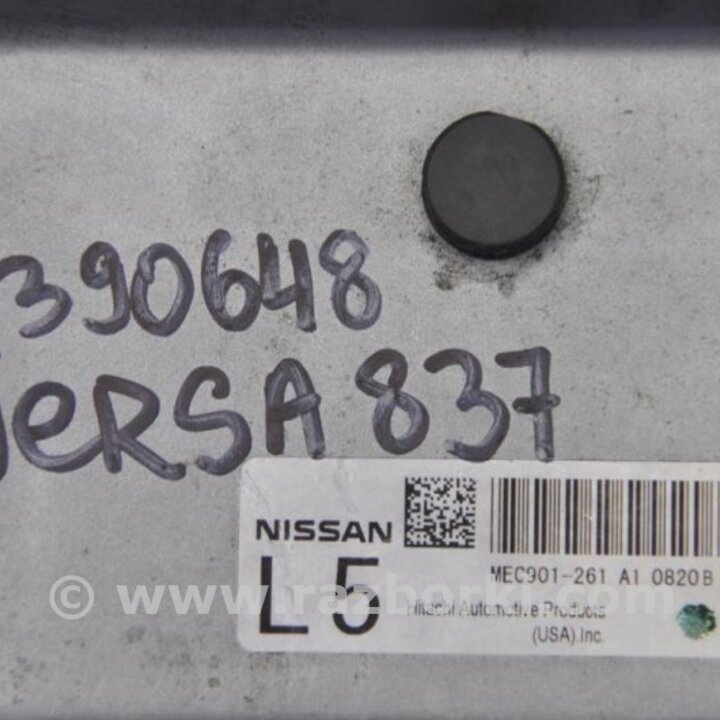 390648
VERSA 837
NISSAN
L5
MEC901-261 A1 0820B
Hitachi Automotive Products
(USA).Inc.
© www.razborki.com